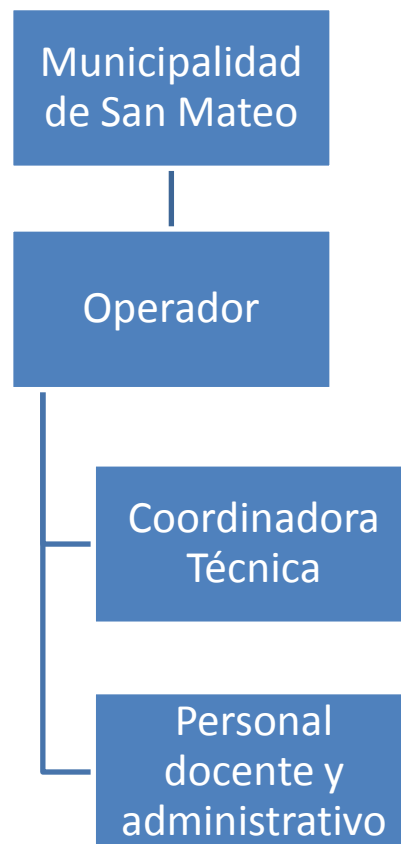 Municipalidad
de San Mateo
Operador
Coordinadora
Técnica
Personal
docente y
administrativo